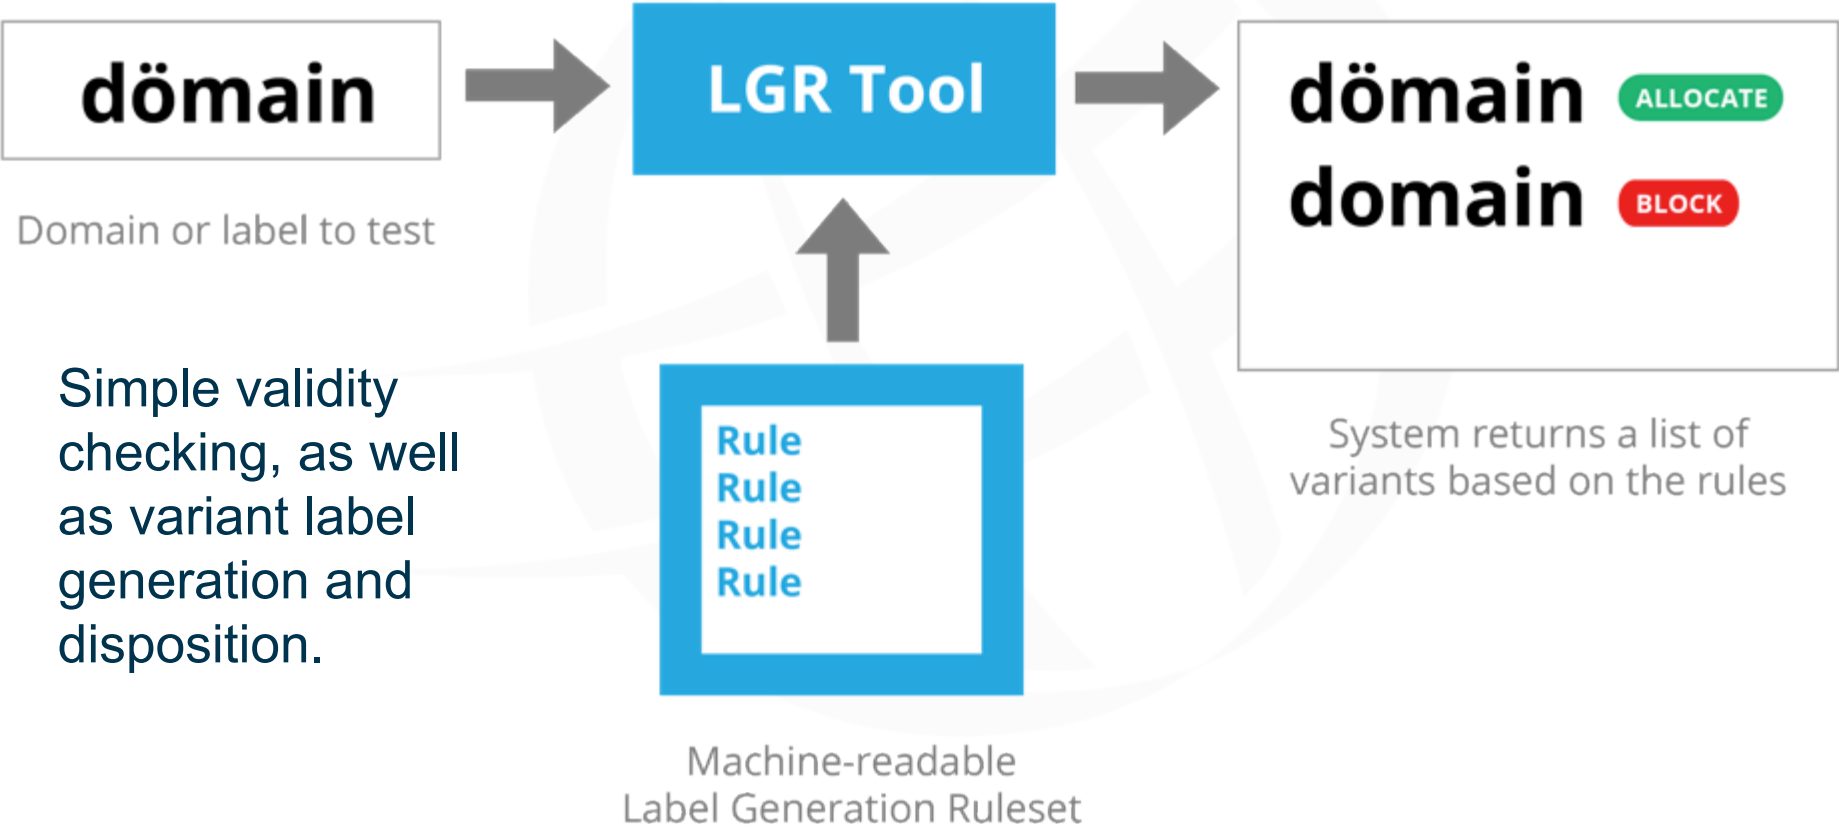 dömain
LGR Tool
dömain ALLOCATE
domain BLOCK
Domain or label to test
Simple validity
checking, as well
as variant label
generation and
disposition.
Rule
Rule
Rule
Rule
System returns a list of
variants based on the rules
Machine-readable
Label Generation Ruleset